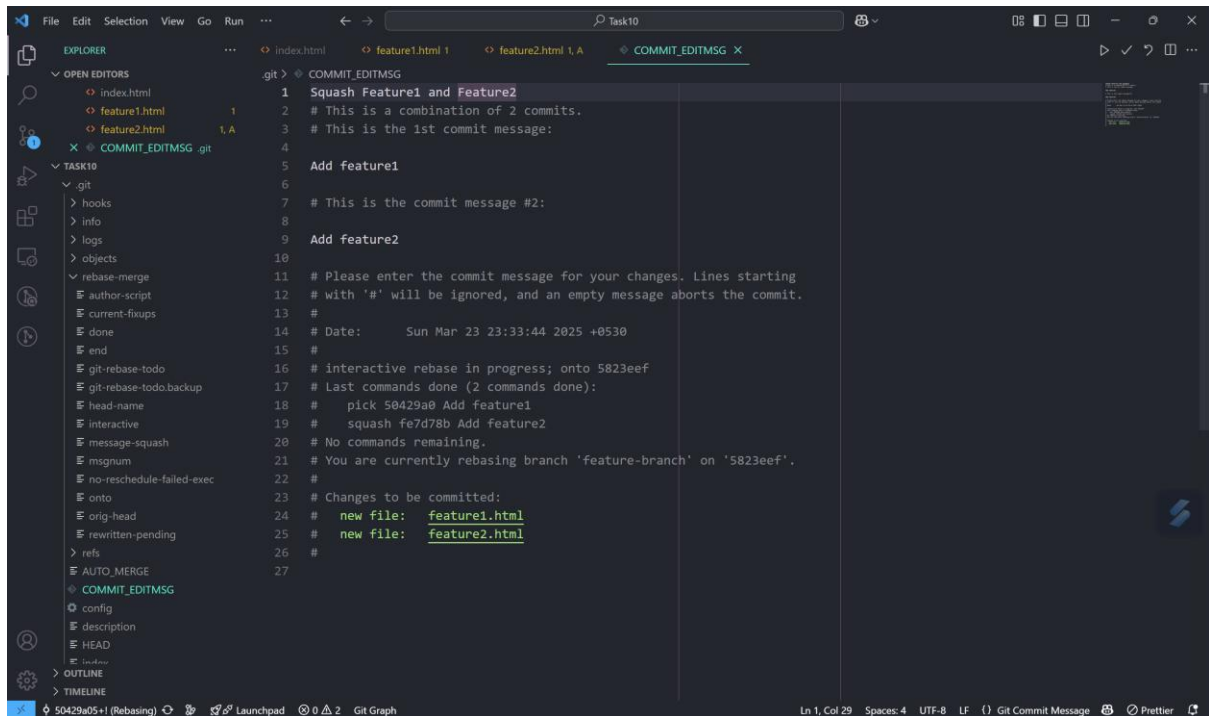 File Edit Selection View Go Run ... Task10
EXPLORER ...
OPEN EDITORS
index.html
feature1.html 1
feature2.html 1, A
COMMIT_EDITMSG .git
1
TASK10
.git
hooks
info
logs
objects
rebase-merge
author-script
current-fixups
done
end
git-rebase-todo
git-rebase-todo.backup
head-name
interactive
message-squash
msgnum
no-reschedule-failed-exec
onto
orig-head
rewritten-pending
refs
AUTO_MERGE
COMMIT_EDITMSG
config
description
HEAD
index
OUTLINE
TIMELINE
index.html feature1.html 1 feature2.html 1, A COMMIT_EDITMSG
.git > COMMIT_EDITMSG
1 Squash Feature1 and Feature2
2 # This is a combination of 2 commits.
3 # This is the 1st commit message:
4
5 Add feature1
6
7 # This is the commit message #2:
8
9 Add feature2
10
11 # Please enter the commit message for your changes. Lines starting
12 # with '#' will be ignored, and an empty message aborts the commit.
13 #
14 # Date: Sun Mar 23 23:33:44 2025 +0530
15 #
16 # interactive rebase in progress; onto 5823eef
17 # Last commands done (2 commands done):
18 # pick 50429a0 Add feature1
19 # squash fe7d78b Add feature2
20 # No commands remaining.
21 # You are currently rebasing branch 'feature-branch' on '5823eef'.
22 #
23 # Changes to be committed:
24 # new file: feature1.html
25 # new file: feature2.html
26 #
27
50429a05+! (Rebasing) Launchpad 0 2 Git Graph Ln 1, Col 29 Spaces: 4 UTF-8 LF {} Git Commit Message Prettier